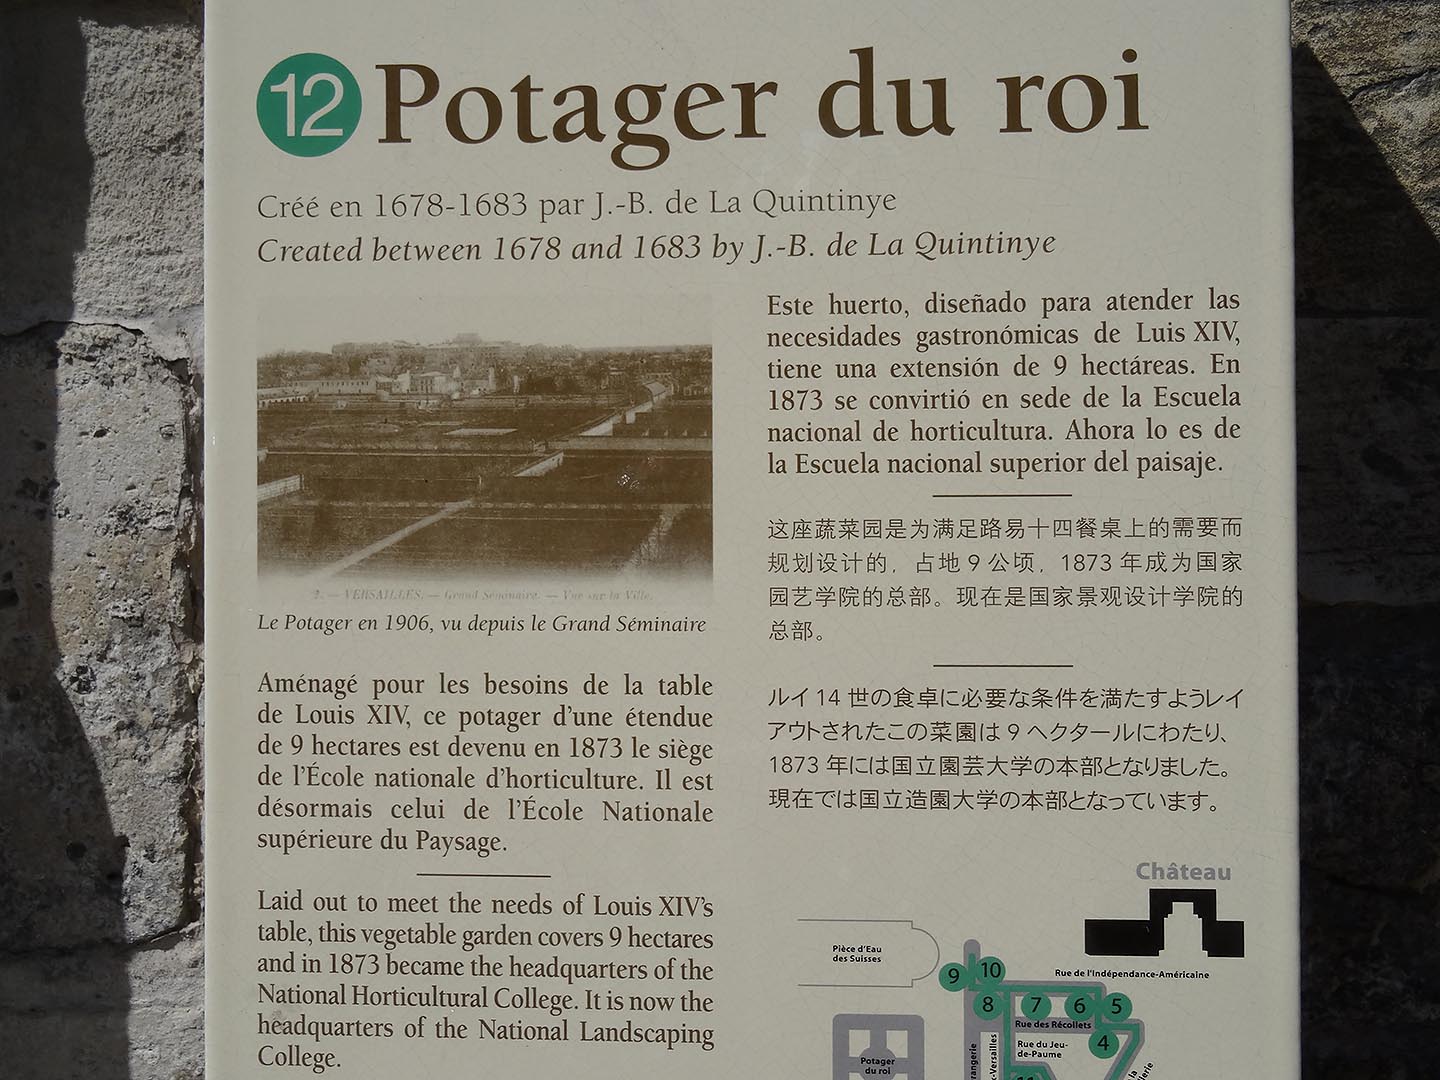 12 Potager du roi
Créé en 1678-1683 par J.-B. de La Quintinye
Created between 1678 and 1683 by J.-B. de La Quintinye
2. — VERSAILLES. — Grand Séminaire. — Vue sur la Ville.
Le Potager en 1906, vu depuis le Grand Séminaire
Aménagé pour les besoins de la table
de Louis XIV, ce potager d'une étendue
de 9 hectares est devenu en 1873 le siège
de l'École nationale d'horticulture. Il est
désormais celui de l'École Nationale
supérieure du Paysage.
Laid out to meet the needs of Louis XIV's
table, this vegetable garden covers 9 hectares
and in 1873 became the headquarters of the
National Horticultural College. It is now the
headquarters of the National Landscaping
College.
Este huerto, diseñado para atender las
necesidades gastronómicas de Luis XIV,
tiene una extensión de 9 hectáreas. En
1873 se convirtió en sede de la Escuela
nacional de horticultura. Ahora lo es de
la Escuela nacional superior del paisaje.
这座蔬菜园是为满足路易十四餐桌上的需要而
规划设计的，占地 9 公顷，1873 年成为国家
园艺学院的总部。现在是国家景观设计学院的
总部。
ルイ 14 世の食卓に必要な条件を満たすようレイ
アウトされたこの菜園は 9 ヘクタールにわたり、
1873 年には国立園芸大学の本部となりました。
現在では国立造園大学の本部となっています。
Château
Pièce d'Eau
des Suisses
Rue de l'Indépendance-Américaine
9
10
8
7
6
5
Rue des Récollets
4
Rue du Jeu-
de-Paume
Potager
du roi
11